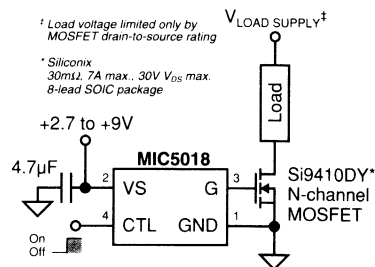 ‡ Load voltage limited only by
MOSFET drain-to-source rating
* Siliconix
30mΩ, 7A max., 30V VDS max.
8-lead SOIC package
VLOAD SUPPLY‡
Load
+2.7 to +9V
MIC5018
4.7µF
2
VS
G
3
Si9410DY*
N-channel
MOSFET
4
CTL
GND
1
On
Off